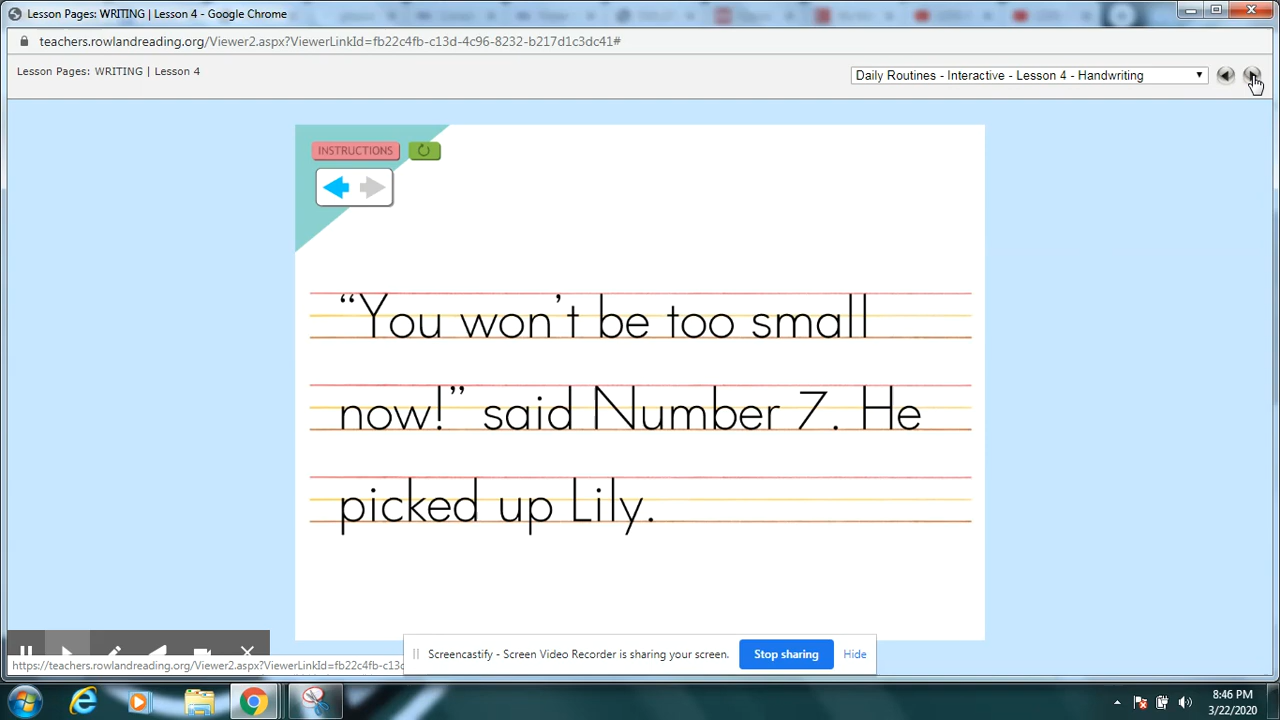 Lesson Pages: WRITING | Lesson 4 - Google Chrome
teachers.rowlandreading.org/Viewer2.aspx?ViewerLinkId=fb22c4fb-c13d-4c96-8232-b217d1c3dc41#
Lesson Pages: WRITING | Lesson 4
Daily Routines - Interactive - Lesson 4 - Handwriting
INSTRUCTIONS
“You won’t be too small
now!” said Number 7. He
picked up Lily.
Screencastify - Screen Video Recorder is sharing your screen.
Stop sharing
Hide
https://teachers.rowlandreading.org/Viewer2.aspx?ViewerLinkId=fb22c4fb-c13c
8:46 PM
3/22/2020